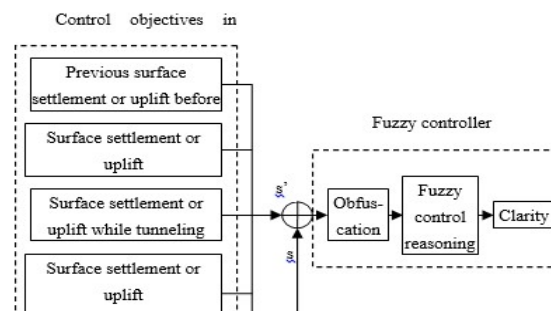 Control objectives in
Previous surface
settlement or uplift before
Surface settlement or
uplift
Surface settlement or
uplift while tunneling
Surface settlement or
uplift
Fuzzy controller
s'
s
Obfus-
cation
Fuzzy
control
reasoning
Clarity